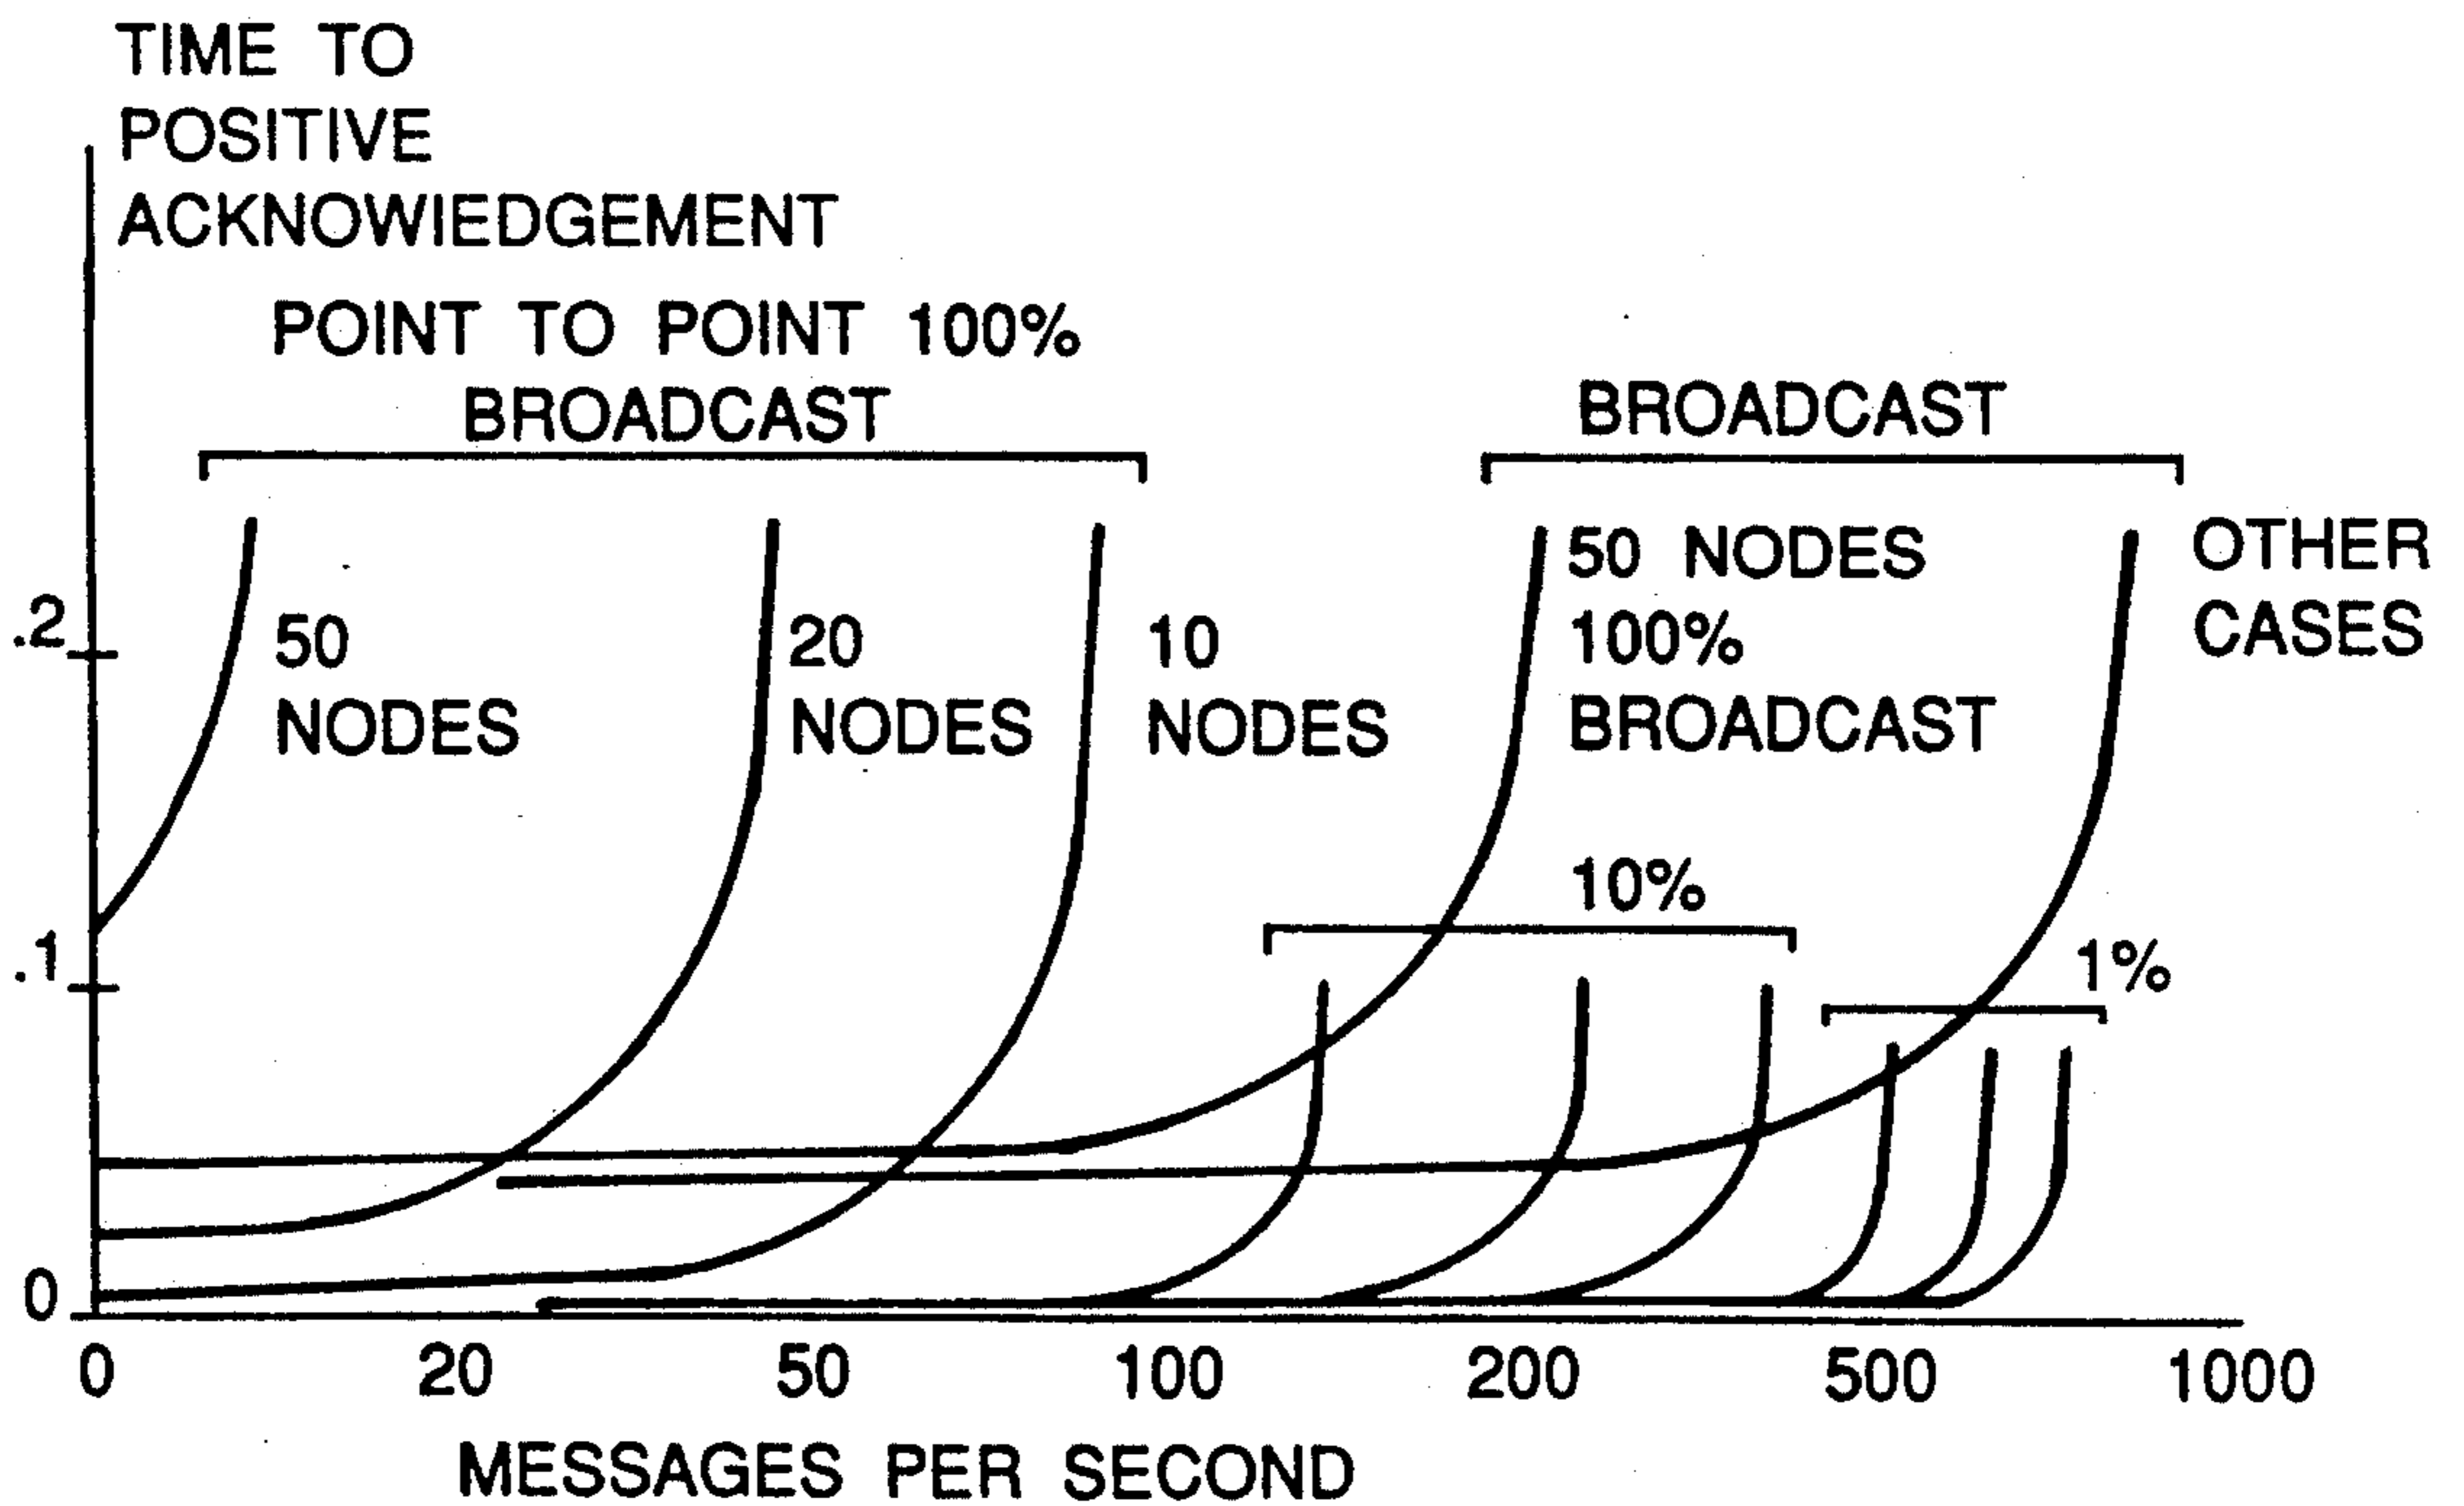 TIME TO
POSITIVE
ACKNOWIEDGEMENT
POINT TO POINT 100%
BROADCAST
BROADCAST
50 NODES
100%
BROADCAST
OTHER
CASES
.2
50
NODES
20
NODES
10
NODES
10%
.1
1%
0
0 20 50 100 200 500 1000
MESSAGES PER SECOND